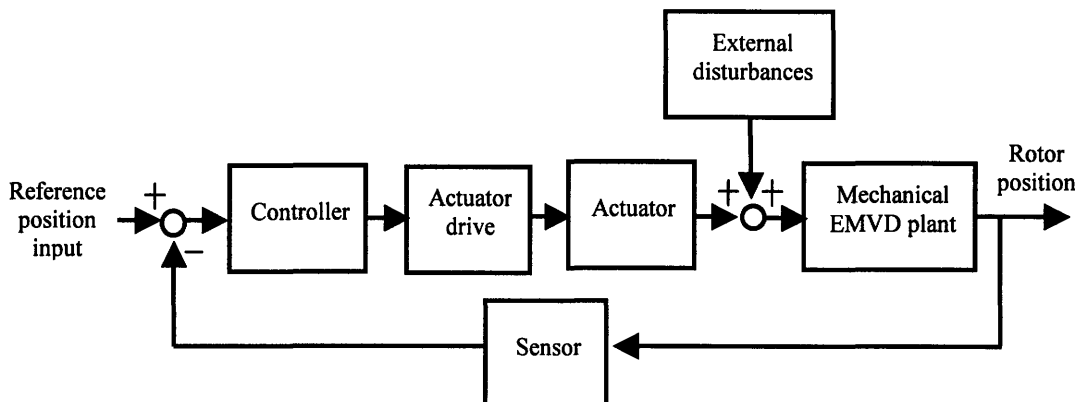 External
disturbances
Reference
position
input
+
−
Controller
Actuator
drive
Actuator
+
+
Mechanical
EMVD plant
Rotor
position
Sensor